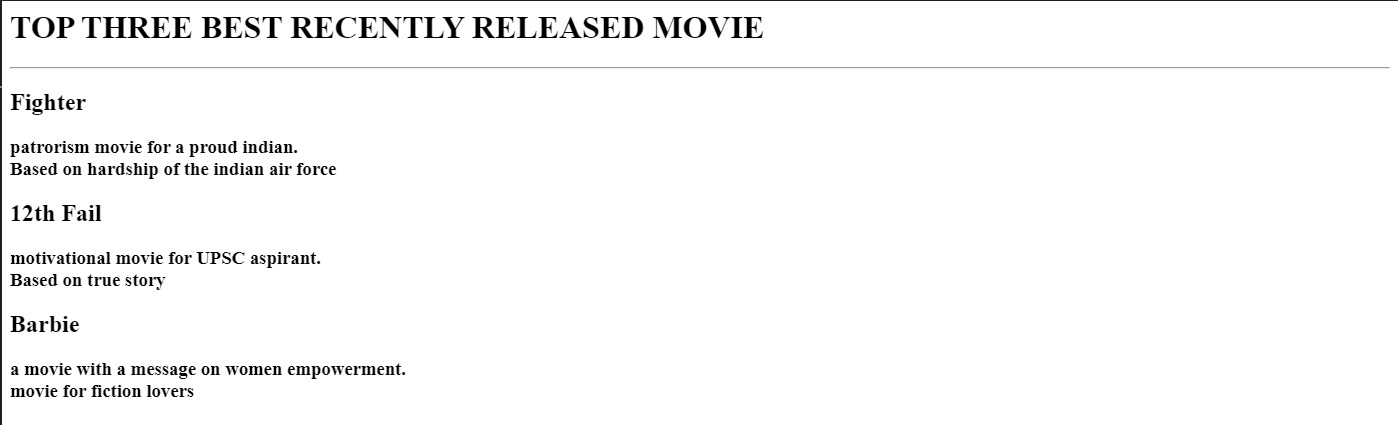 TOP THREE BEST RECENTLY RELEASED MOVIE
Fighter
patrorism movie for a proud indian.
Based on hardship of the indian air force
12th Fail
motivational movie for UPSC aspirant.
Based on true story
Barbie
a movie with a message on women empowerment.
movie for fiction lovers